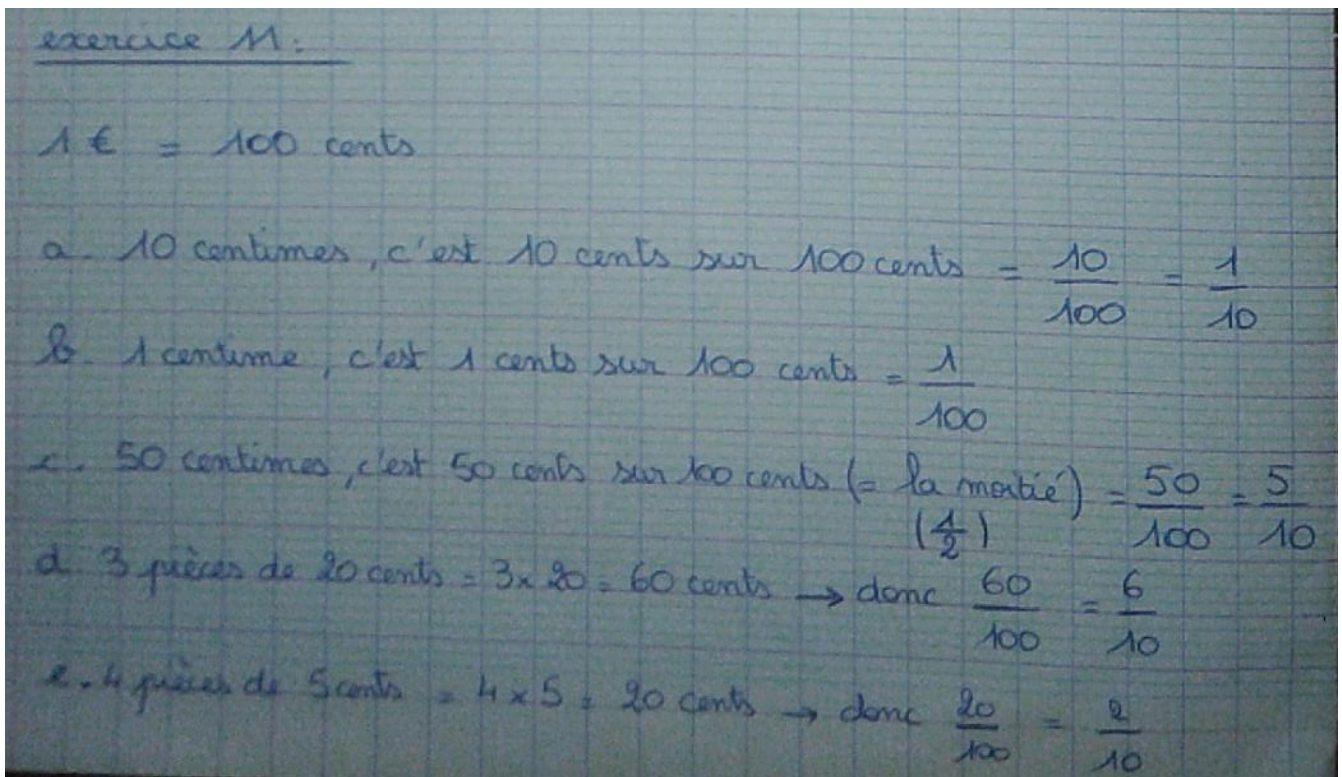 exercice 11:
1 € = 100 cents
a. 10 centimes, c'est 10 cents sur 100 cents = 10/100 = 1/10
b. 1 centime, c'est 1 cents sur 100 cents = 1/100
c. 50 centimes, c'est 50 cents sur 100 cents (= la moitié) = 50/100 = 5/10
(1/2)
d. 3 pièces de 20 cents = 3 x 20 = 60 cents → donc 60/100 = 6/10
e. 4 pièces de 5 cents = 4 x 5 = 20 cents → donc 20/100 = 2/10